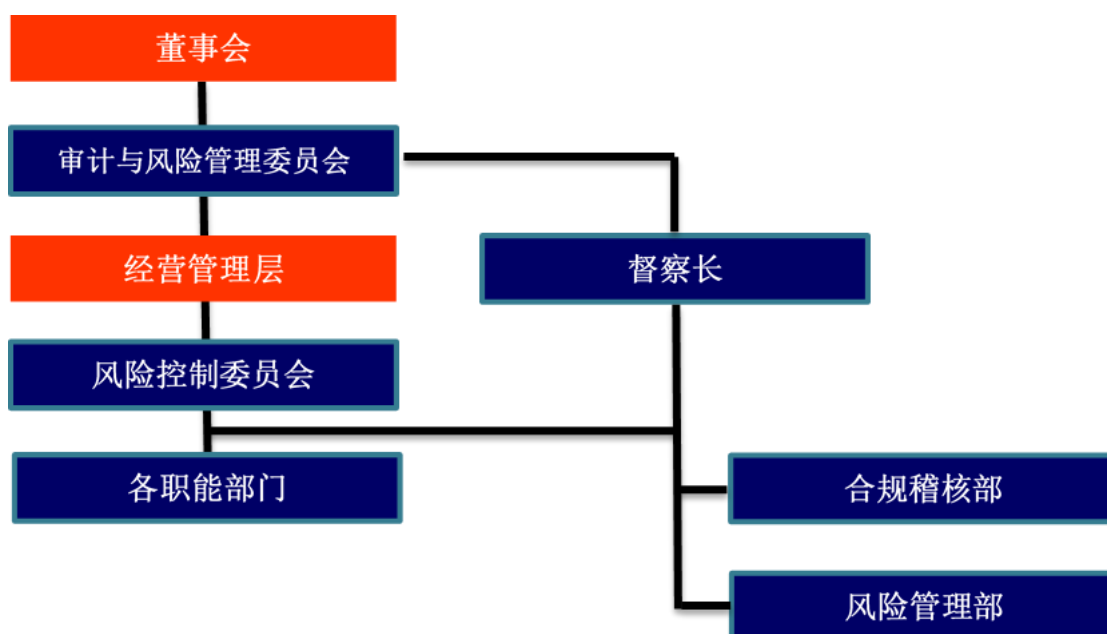 董事会
审计与风险管理委员会
经营管理层
督察长
风险控制委员会
各职能部门
合规稽核部
风险管理部